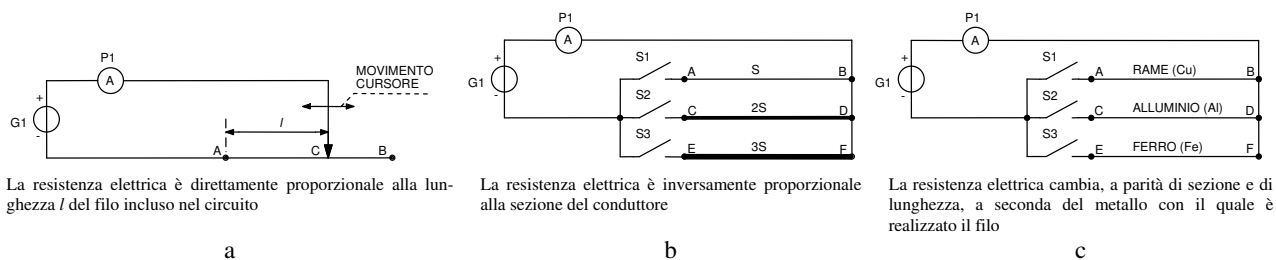 P1
A
+
G1
-
MOVIMENTO
CURSORE
l
A
C
B
La resistenza elettrica è direttamente proporzionale alla lun-
ghezza l del filo incluso nel circuito
a
P1
A
+
G1
-
S1
A
S
B
S2
C
2S
D
S3
E
3S
F
La resistenza elettrica è inversamente proporzionale
alla sezione del conduttore
b
P1
A
+
G1
-
S1
A
RAME (Cu)
B
S2
C
ALLUMINIO (Al)
D
S3
E
FERRO (Fe)
F
La resistenza elettrica cambia, a parità di sezione e di
lunghezza, a seconda del metallo con il quale è
realizzato il filo
c